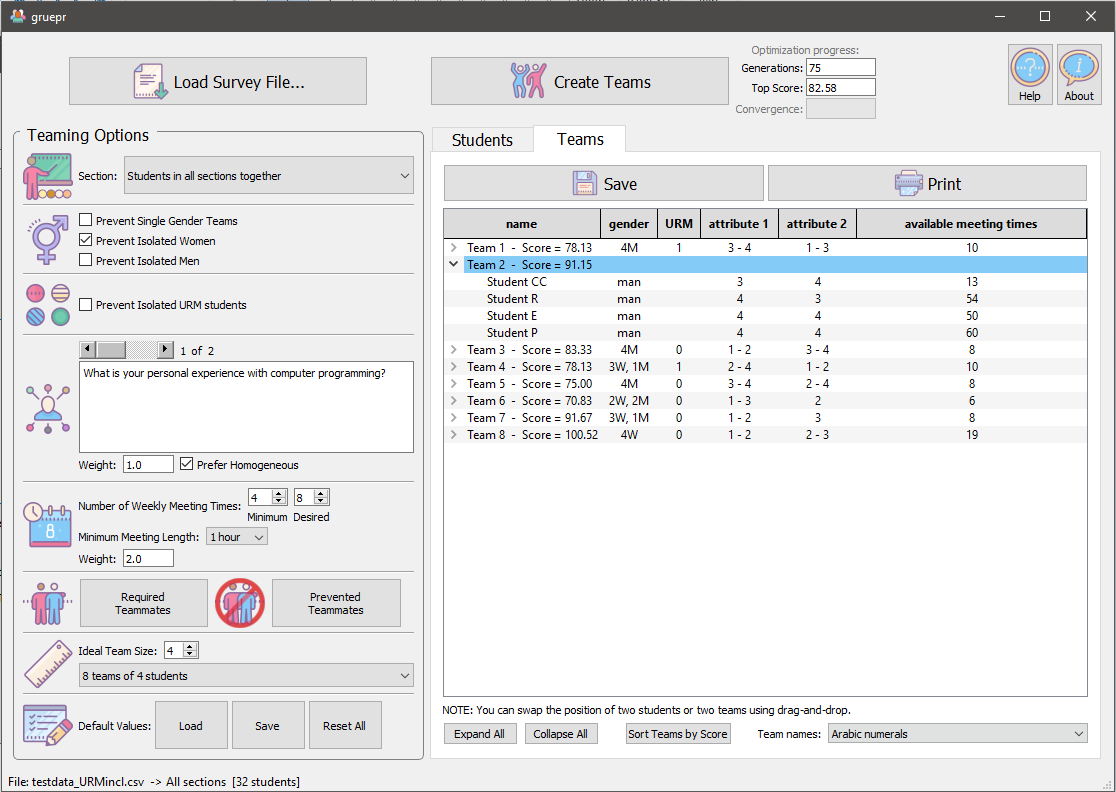 gruepr
Load Survey File...
Create Teams
Optimization progress:
Generations: 75
Top Score: 82.58
Convergence:
Help
About
Teaming Options
Section: Students in all sections together
Prevent Single Gender Teams
Prevent Isolated Women
Prevent Isolated Men
Prevent Isolated URM students
1 of 2
What is your personal experience with computer programming?
Weight: 1.0 Prefer Homogeneous
Number of Weekly Meeting Times: 4 8
Minimum Desired
8
Minimum Meeting Length: 1 hour
Weight: 2.0
Required Teammates
Prevented Teammates
Ideal Team Size: 4
8 teams of 4 students
Default Values: Load Save Reset All
Students Teams
Save Print
name gender URM attribute 1 attribute 2 available meeting times
Team 1 - Score = 78.13 4M 1 3 - 4 1 - 3 10
Team 2 - Score = 91.15
Student CC man 3 4 13
Student R man 4 3 54
Student E man 4 4 50
Student P man 4 4 60
Team 3 - Score = 83.33 4M 0 1 - 2 3 - 4 8
Team 4 - Score = 78.13 3W, 1M 1 2 - 4 1 - 2 10
Team 5 - Score = 75.00 4M 0 3 - 4 2 - 4 8
Team 6 - Score = 70.83 2W, 2M 0 1 - 3 2 6
Team 7 - Score = 91.67 3W, 1M 0 1 - 2 3 8
Team 8 - Score = 100.52 4W 0 1 - 2 2 - 3 19
NOTE: You can swap the position of two students or two teams using drag-and-drop.
Expand All Collapse All Sort Teams by Score Team names: Arabic numerals
File: testdata_URMincl.csv -> All sections [32 students]